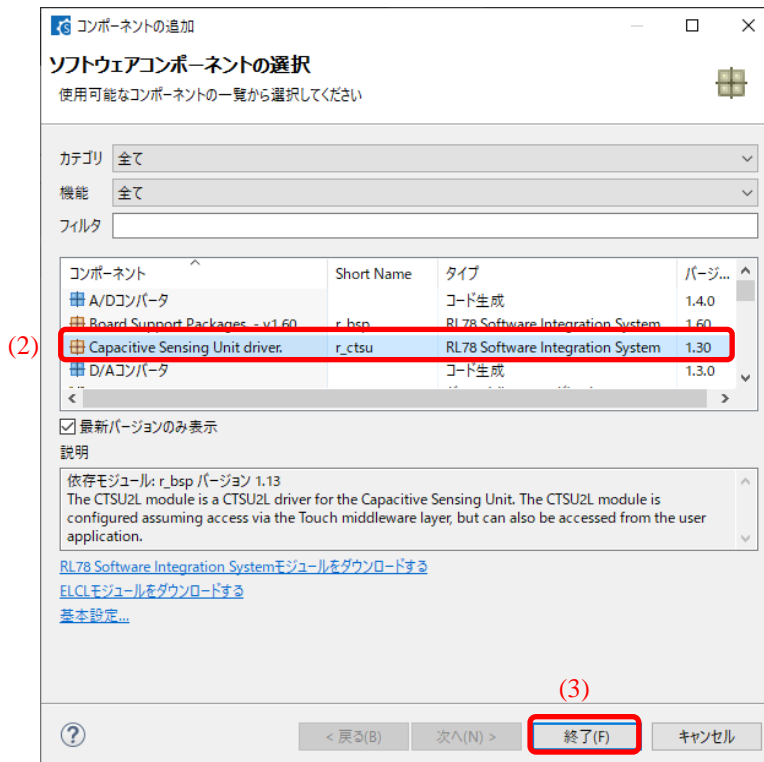 コンポーネントの追加
ソフトウェアコンポーネントの選択
使用可能なコンポーネントの一覧から選択してください
カテゴリ 全て
機能 全て
フィルタ
コンポーネント Short Name タイプ バージ...
A/Dコンバータ コード生成 1.4.0
Board Support Packages. - v1.60 r_bsp RL78 Software Integration System 1.60
(2) Capacitive Sensing Unit driver. r_ctsu RL78 Software Integration System 1.30
D/Aコンバータ コード生成 1.3.0
最新バージョンのみ表示
説明
依存モジュール: r_bsp バージョン 1.13
The CTSU2L module is a CTSU2L driver for the Capacitive Sensing Unit. The CTSU2L module is
configured assuming access via the Touch middleware layer, but can also be accessed from the user
application.
RL78 Software Integration Systemモジュールをダウンロードする
ELCLモジュールをダウンロードする
基本設定...
(3)
< 戻る(B) 次へ(N) > 終了(F) キャンセル